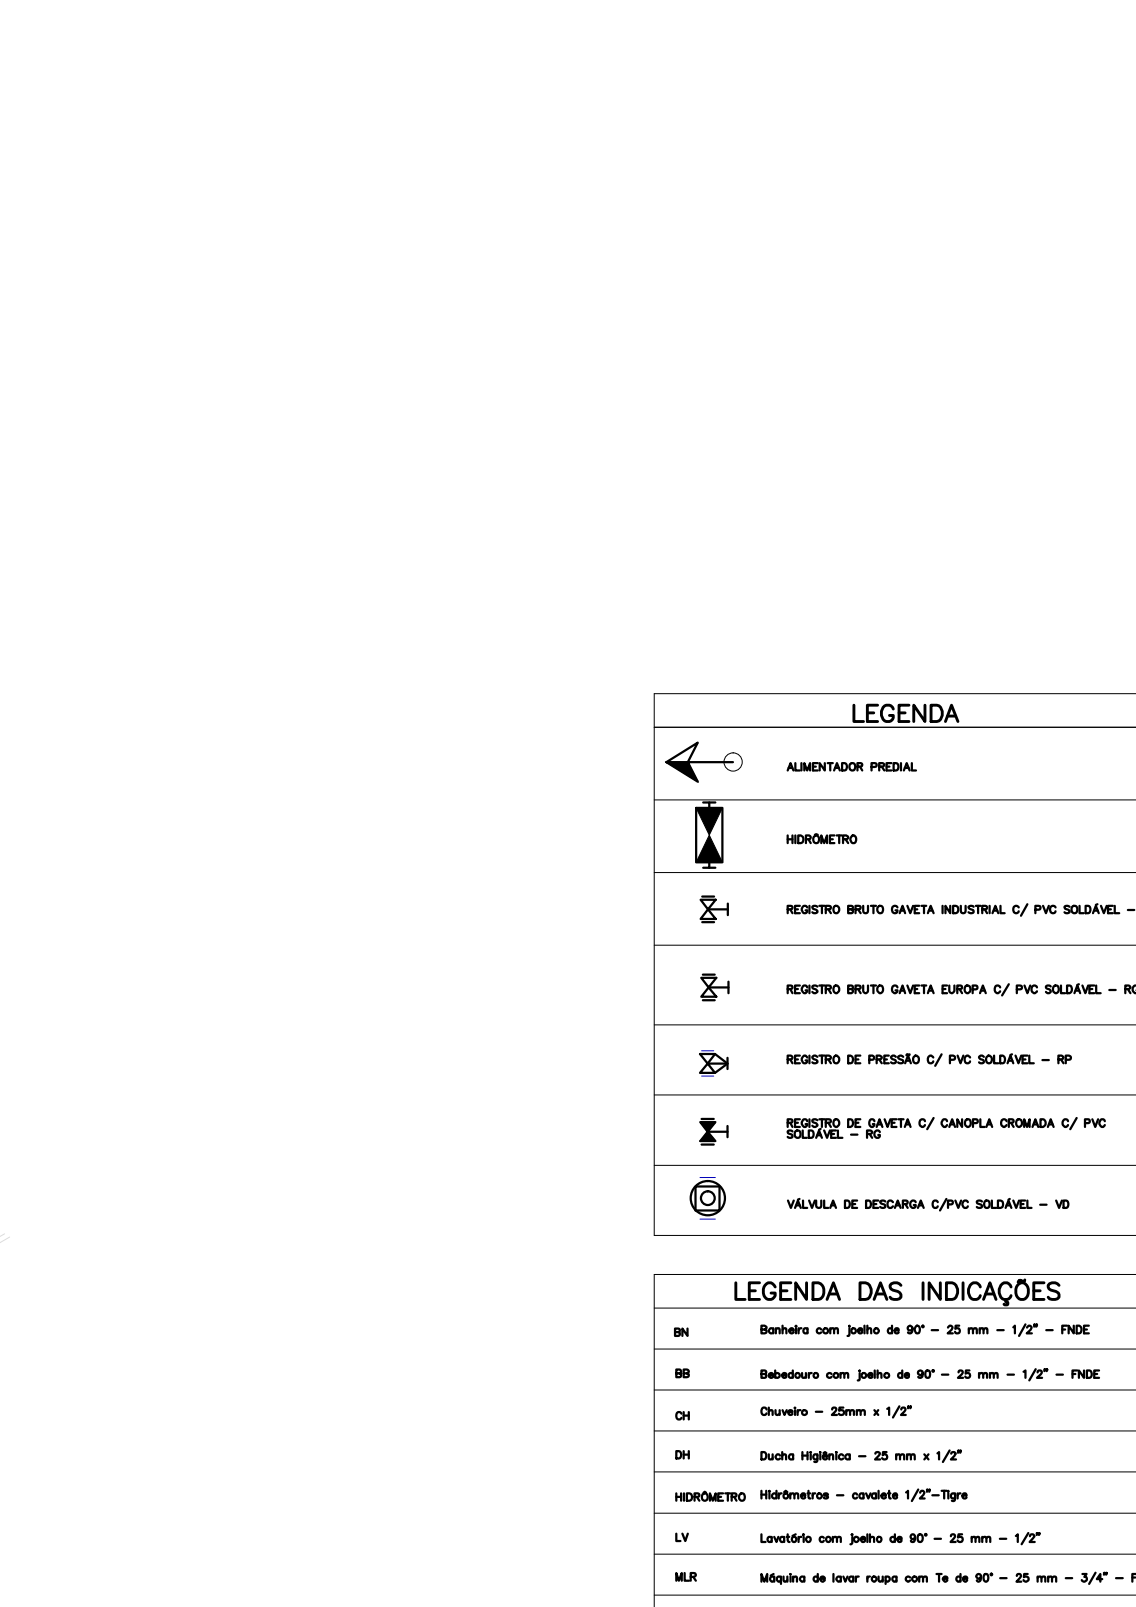 LEGENDA
ALIMENTADOR PREDIAL
HIDRÔMETRO
REGISTRO BRUTO GAVETA INDUSTRIAL C/ PVC SOLDÁVEL –
REGISTRO BRUTO GAVETA EUROPA C/ PVC SOLDÁVEL – RG
REGISTRO DE PRESSÃO C/ PVC SOLDÁVEL – RP
REGISTRO DE GAVETA C/ CANOPLA CROMADA C/ PVC
SOLDÁVEL – RG
VÁLVULA DE DESCARGA C/PVC SOLDÁVEL – VD
LEGENDA DAS INDICAÇÕES
BN Banheira com joelho de 90° – 25 mm – 1/2" – FNDE
BB Bebedouro com joelho de 90° – 25 mm – 1/2" – FNDE
CH Chuveiro – 25mm x 1/2"
DH Ducha Higiênica – 25 mm x 1/2"
HIDRÔMETRO Hidrômetros – cavalete 1/2"–Tigre
LV Lavatório com joelho de 90° – 25 mm – 1/2"
MLR Máquina de lavar roupa com Te de 90° – 25 mm – 3/4" – F